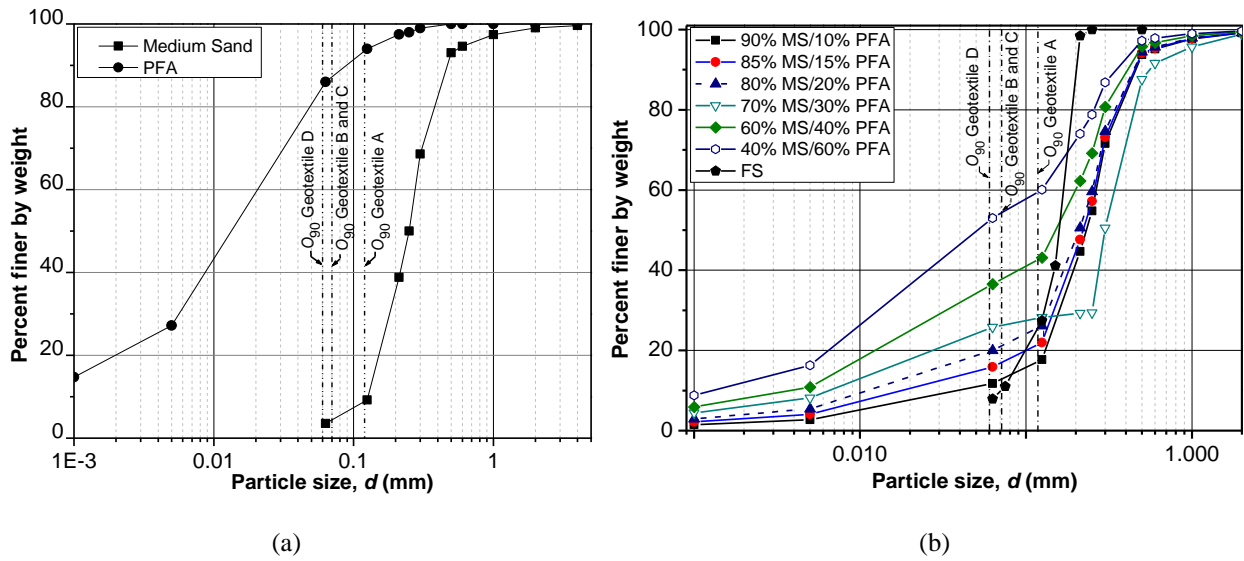 100
80
60
40
20
0
Percent finer by weight
Medium Sand
PFA
O90 Geotextile D
O90 Geotextile B and C
O90 Geotextile A
1E-3
0.01
0.1
1
Particle size, d (mm)
(a)
100
80
60
40
20
0
Percent finer by weight
90% MS/10% PFA
85% MS/15% PFA
80% MS/20% PFA
70% MS/30% PFA
60% MS/40% PFA
40% MS/60% PFA
FS
O90 Geotextile D
O90 Geotextile B and C
O90 Geotextile A
0.010
0.1
1.000
Particle size, d (mm)
(b)